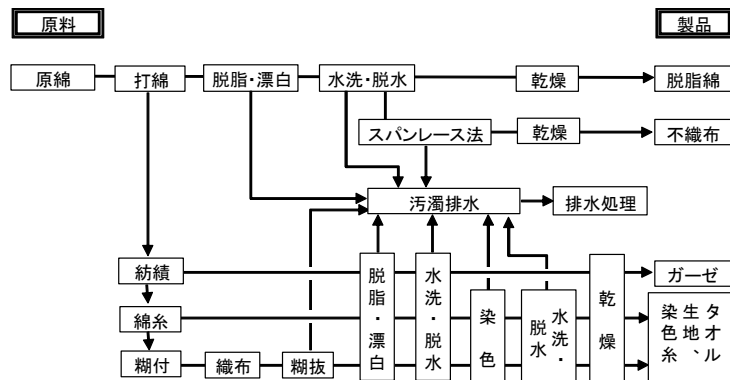 原料
製品
原綿
打綿
脱脂・漂白
水洗・脱水
乾燥
脱脂綿
スパンレース法
乾燥
不織布
汚濁排水
排水処理
紡績
綿糸
糊付
織布
糊抜
脱脂・漂白
水洗・脱水
染色
水洗・
脱水
乾燥
ガーゼ
タオル
生地、
染色糸